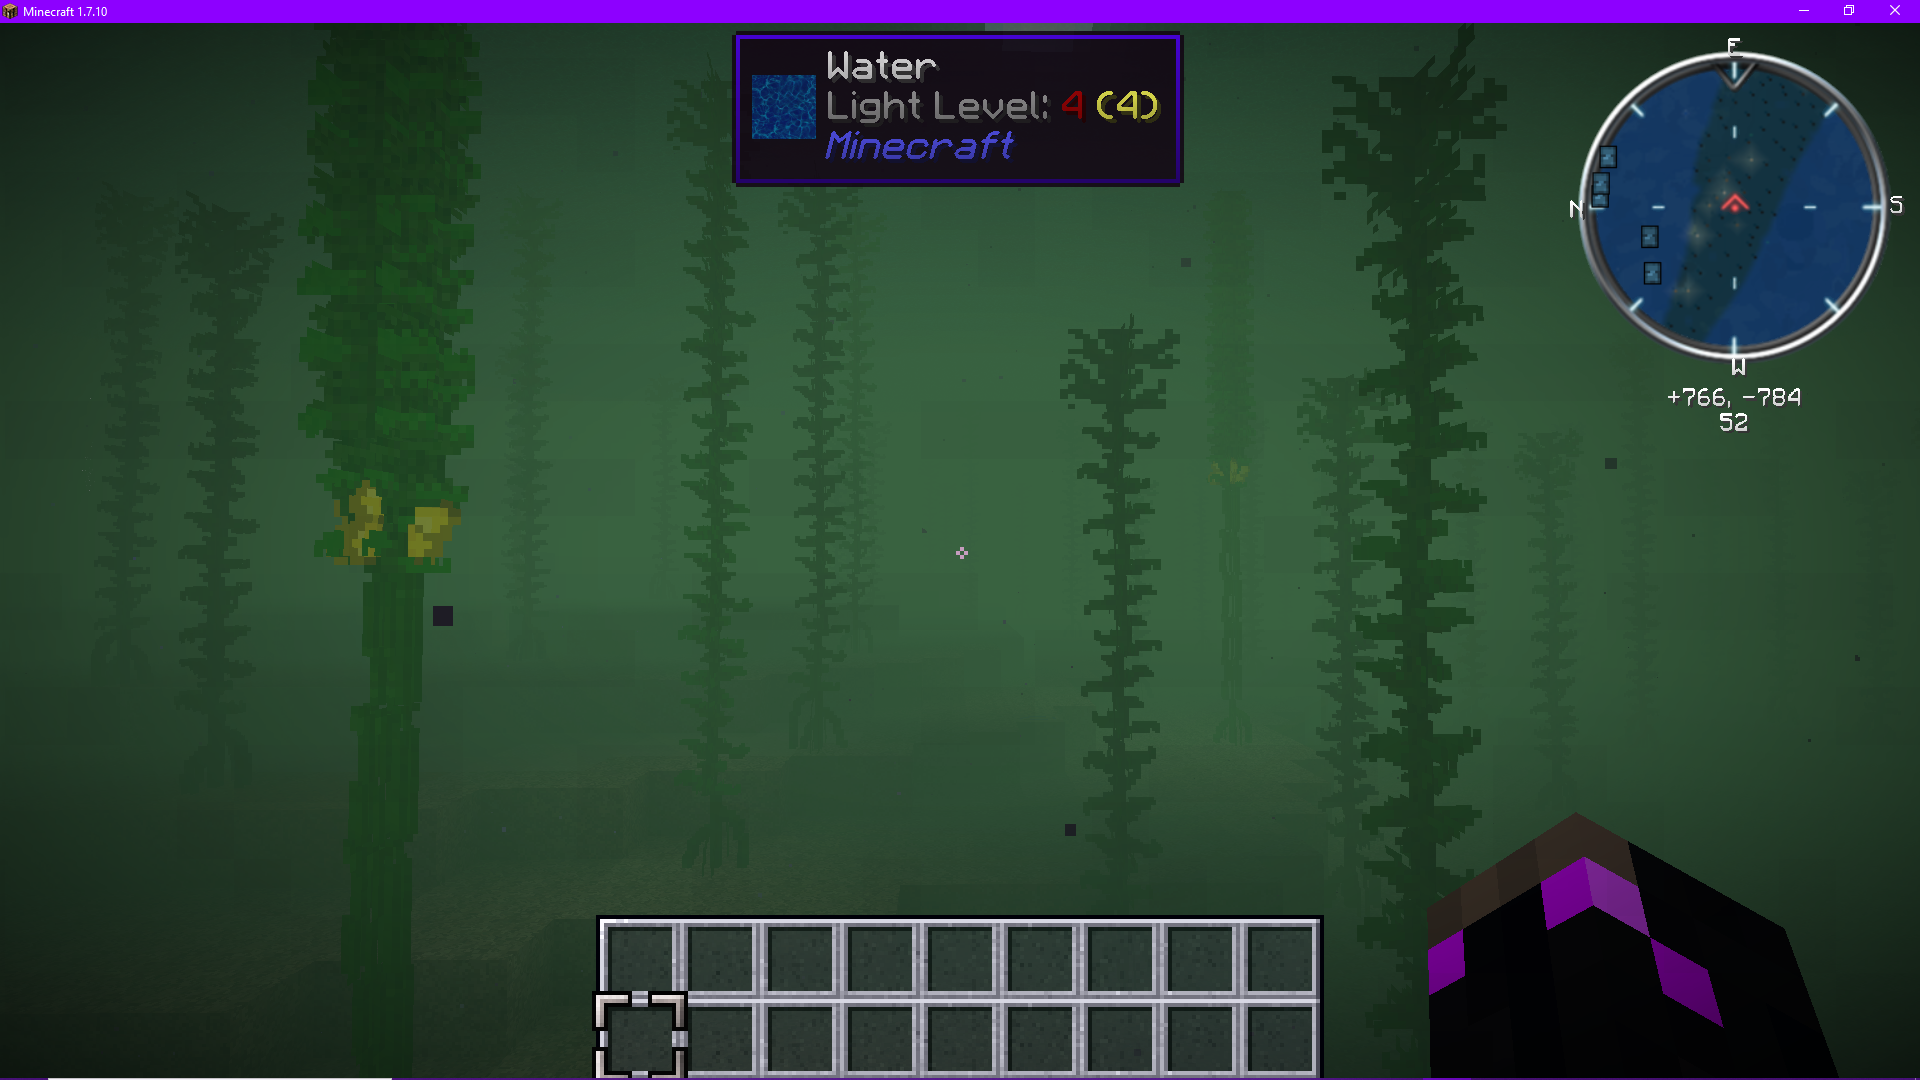 Minecraft 1.7.10
Water
Light Level: 4 (4)
Minecraft
E
N
S
W
+766, -784
52